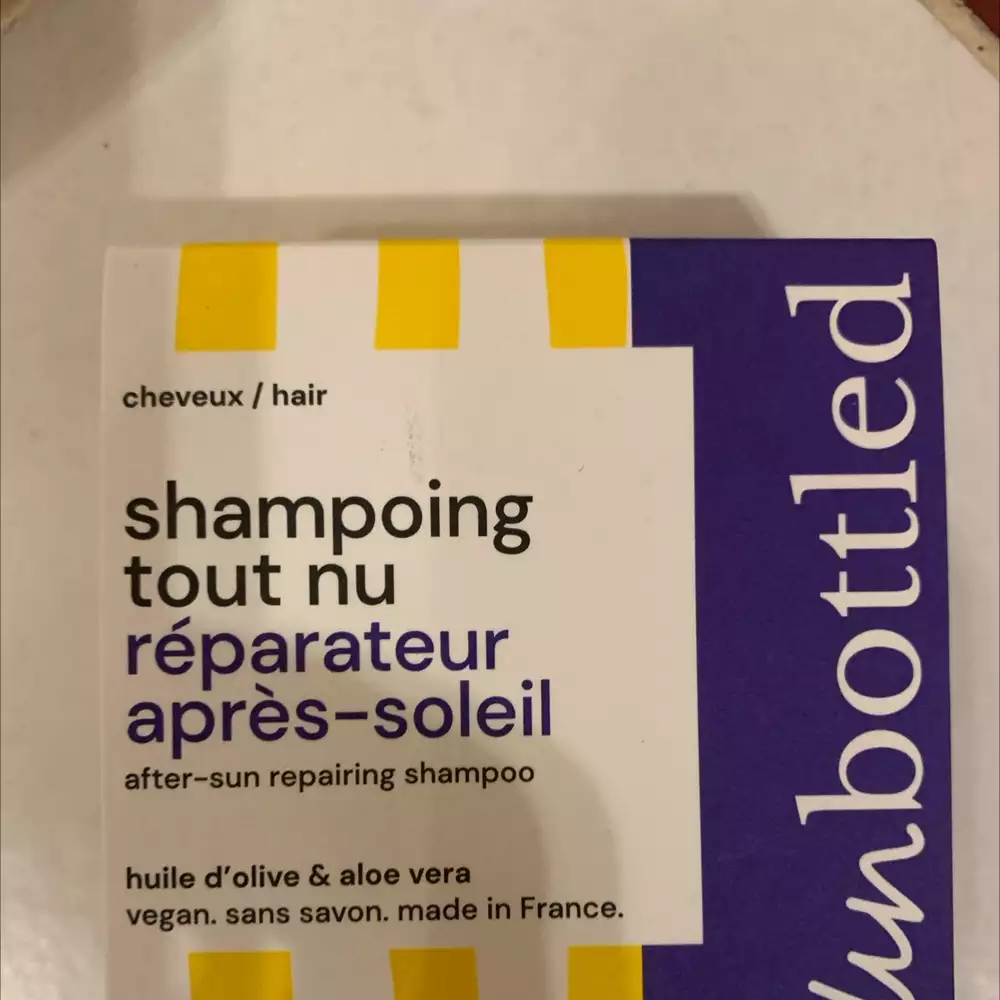 cheveux / hair
shampoing
tout nu
réparateur
après-soleil
after-sun repairing shampoo
huile d'olive & aloe vera
vegan. sans savon. made in France.
unbottled